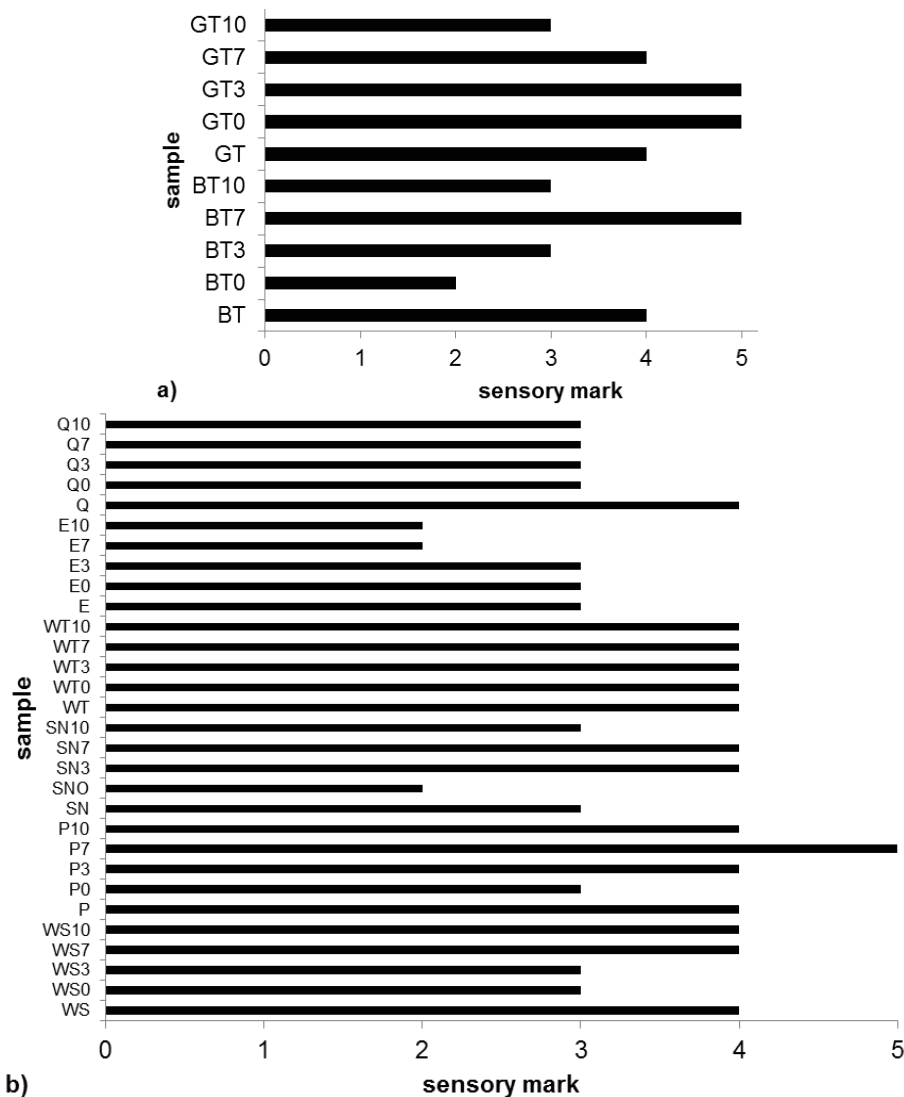 GT10
GT7
GT3
GT0
GT
BT10
BT7
BT3
BT0
BT
sample
0 1 2 3 4 5
a) sensory mark
Q10
Q7
Q3
Q0
Q
E10
E7
E3
E0
E
WT10
WT7
WT3
WT0
WT
SN10
SN7
SN3
SNO
SN
P10
P7
P3
P0
P
WS10
WS7
WS3
WS0
WS
sample
0 1 2 3 4 5
b) sensory mark